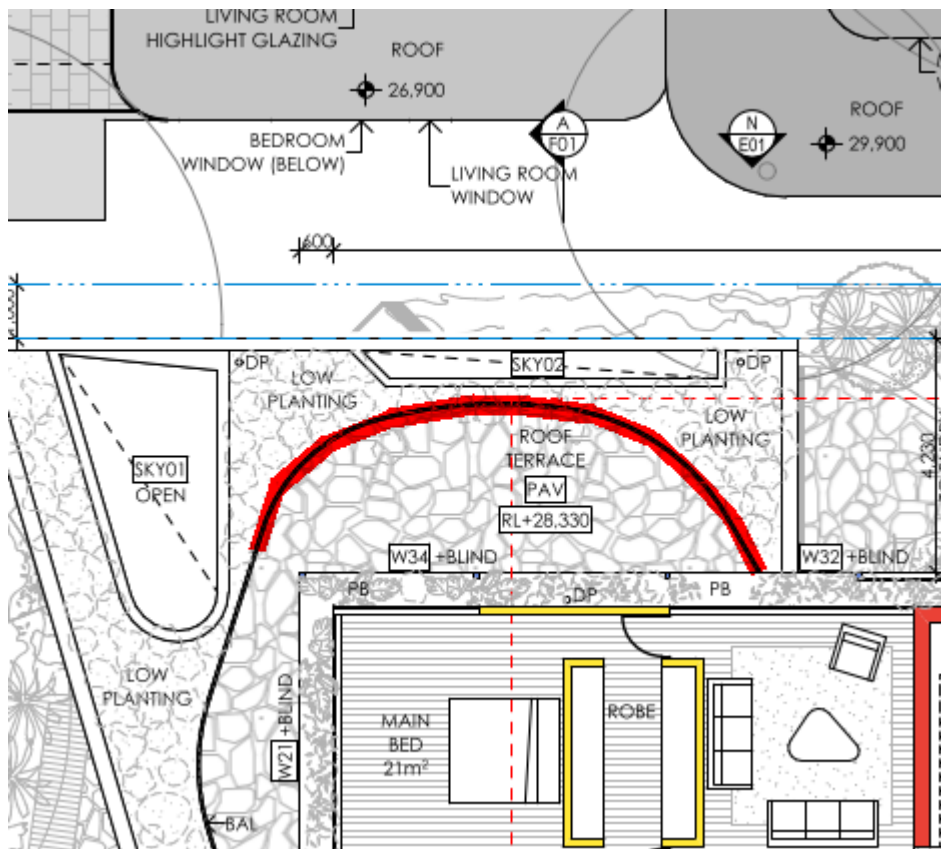 LIVING ROOM
HIGHLIGHT GLAZING
ROOF
26,900
ROOF
29,900
A
F01
N
E01
BEDROOM
WINDOW (BELOW)
LIVING ROOM
WINDOW
600
DP
SKY02
DP
LOW
PLANTING
LOW
PLANTING
ROOF
TERRACE
SKY01
OPEN
PAV
RL+28,330
4,230
W34 +BLIND
W32 +BLIND
PB
DP
PB
LOW
PLANTING
W21 +BLIND
MAIN
BED
21m²
ROBE
BAL